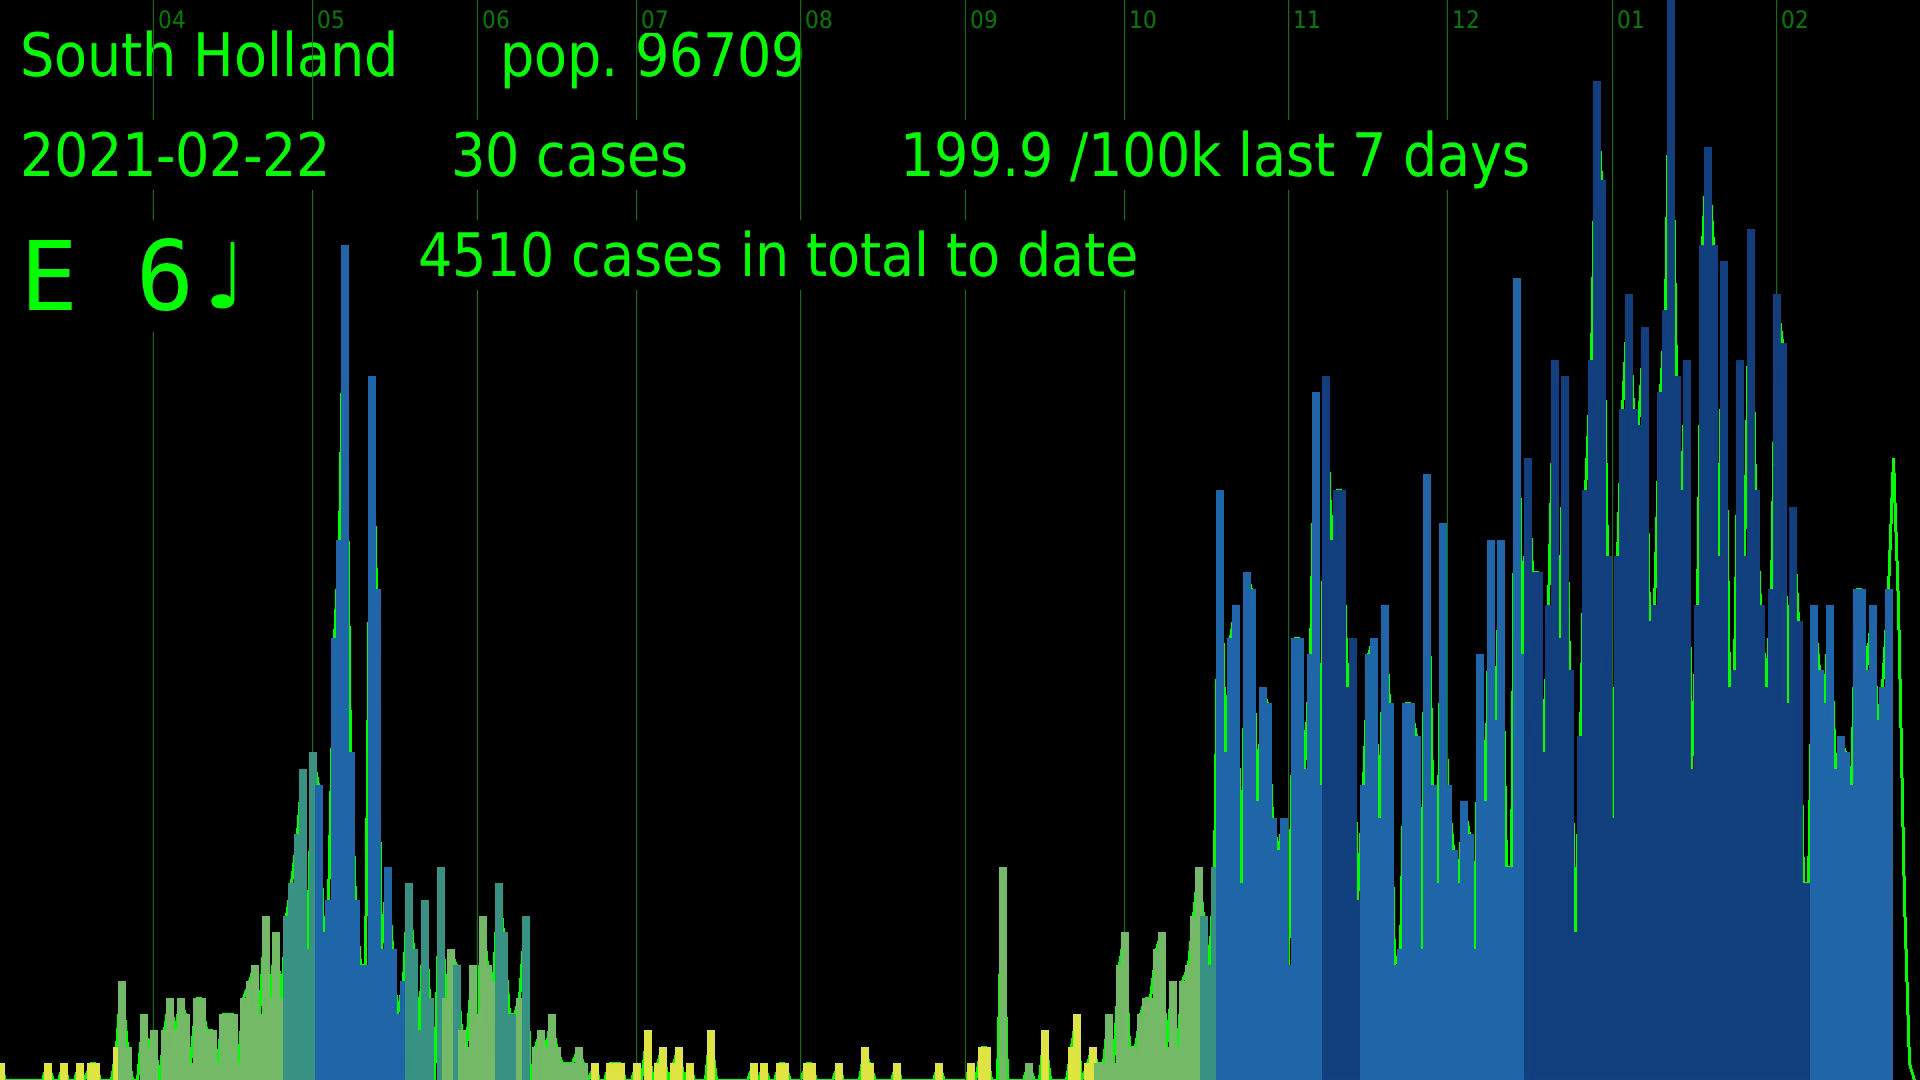 04 05 06 07 08 09 10 11 12 01 02
South Holland pop. 96709
2021-02-22 30 cases 199.9 /100k last 7 days
E 6♩ 4510 cases in total to date